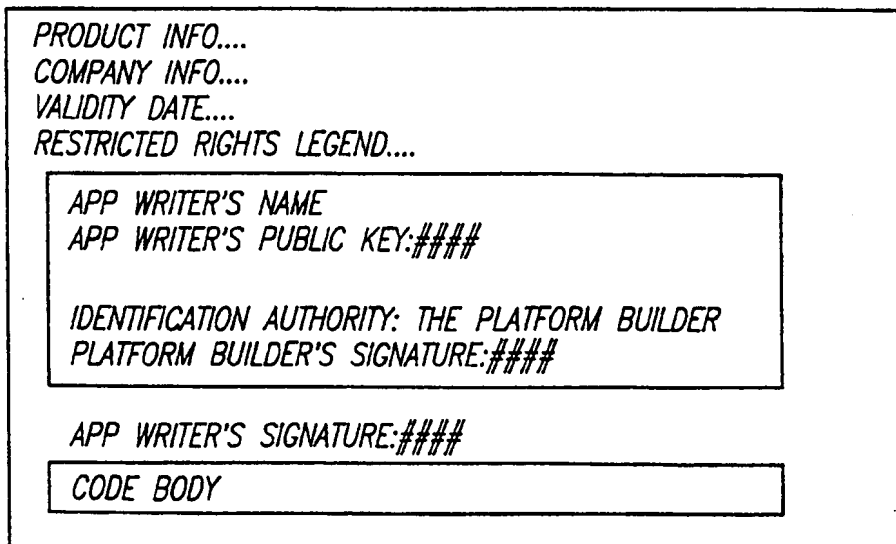 PRODUCT INFO....
COMPANY INFO....
VALIDITY DATE....
RESTRICTED RIGHTS LEGEND....
APP WRITER'S NAME
APP WRITER'S PUBLIC KEY:####
IDENTIFICATION AUTHORITY: THE PLATFORM BUILDER
PLATFORM BUILDER'S SIGNATURE:####
APP WRITER'S SIGNATURE:####
CODE BODY